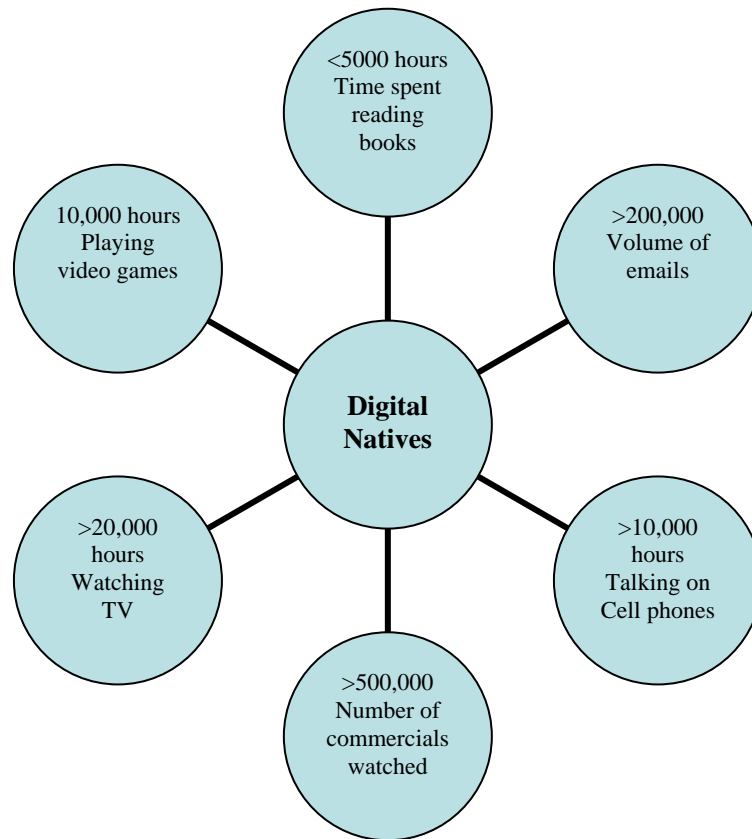 <5000 hours
Time spent
reading
books
10,000 hours
Playing
video games
>200,000
Volume of
emails
Digital
Natives
>20,000
hours
Watching
TV
>10,000
hours
Talking on
Cell phones
>500,000
Number of
commercials
watched